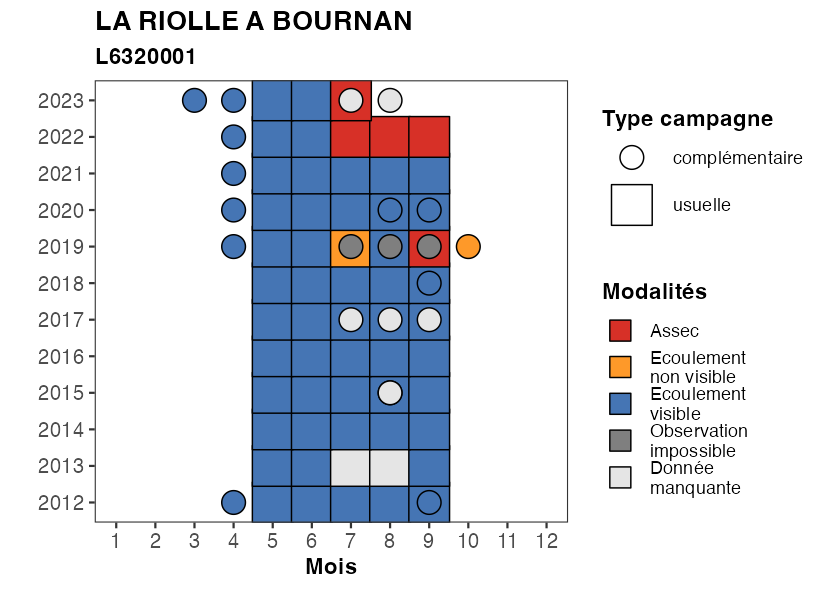 LA RIOLLE A BOURNAN
L6320001
2023
2022
2021
2020
2019
2018
2017
2016
2015
2014
2013
2012
1 2 3 4 5 6 7 8 9 10 11 12
Mois
Type campagne
complémentaire
usuelle
Modalités
Assec
Ecoulement
non visible
Ecoulement
visible
Observation
impossible
Donnée
manquante